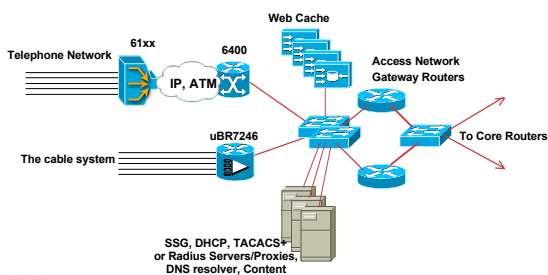 Web Cache
61xx
6400
Telephone Network
Access Network
Gateway Routers
IP, ATM
uBR7246
To Core Routers
The cable system
SSG, DHCP, TACACS+
or Radius Servers/Proxies,
DNS resolver, Content